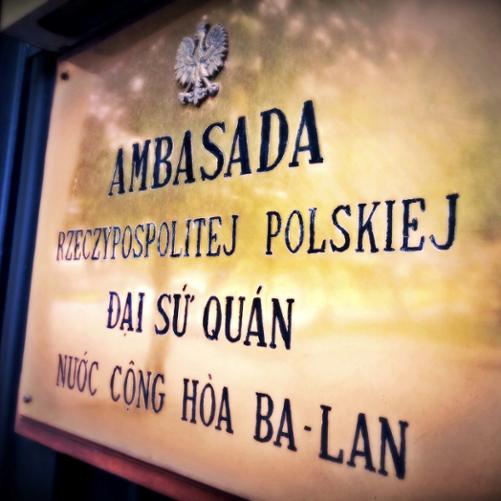 AMBASADA
RZECZYPOSPOLITEJ POLSKIEJ
ĐẠI SỨ QUÁN
NƯỚC CỘNG HÒA BA-LAN